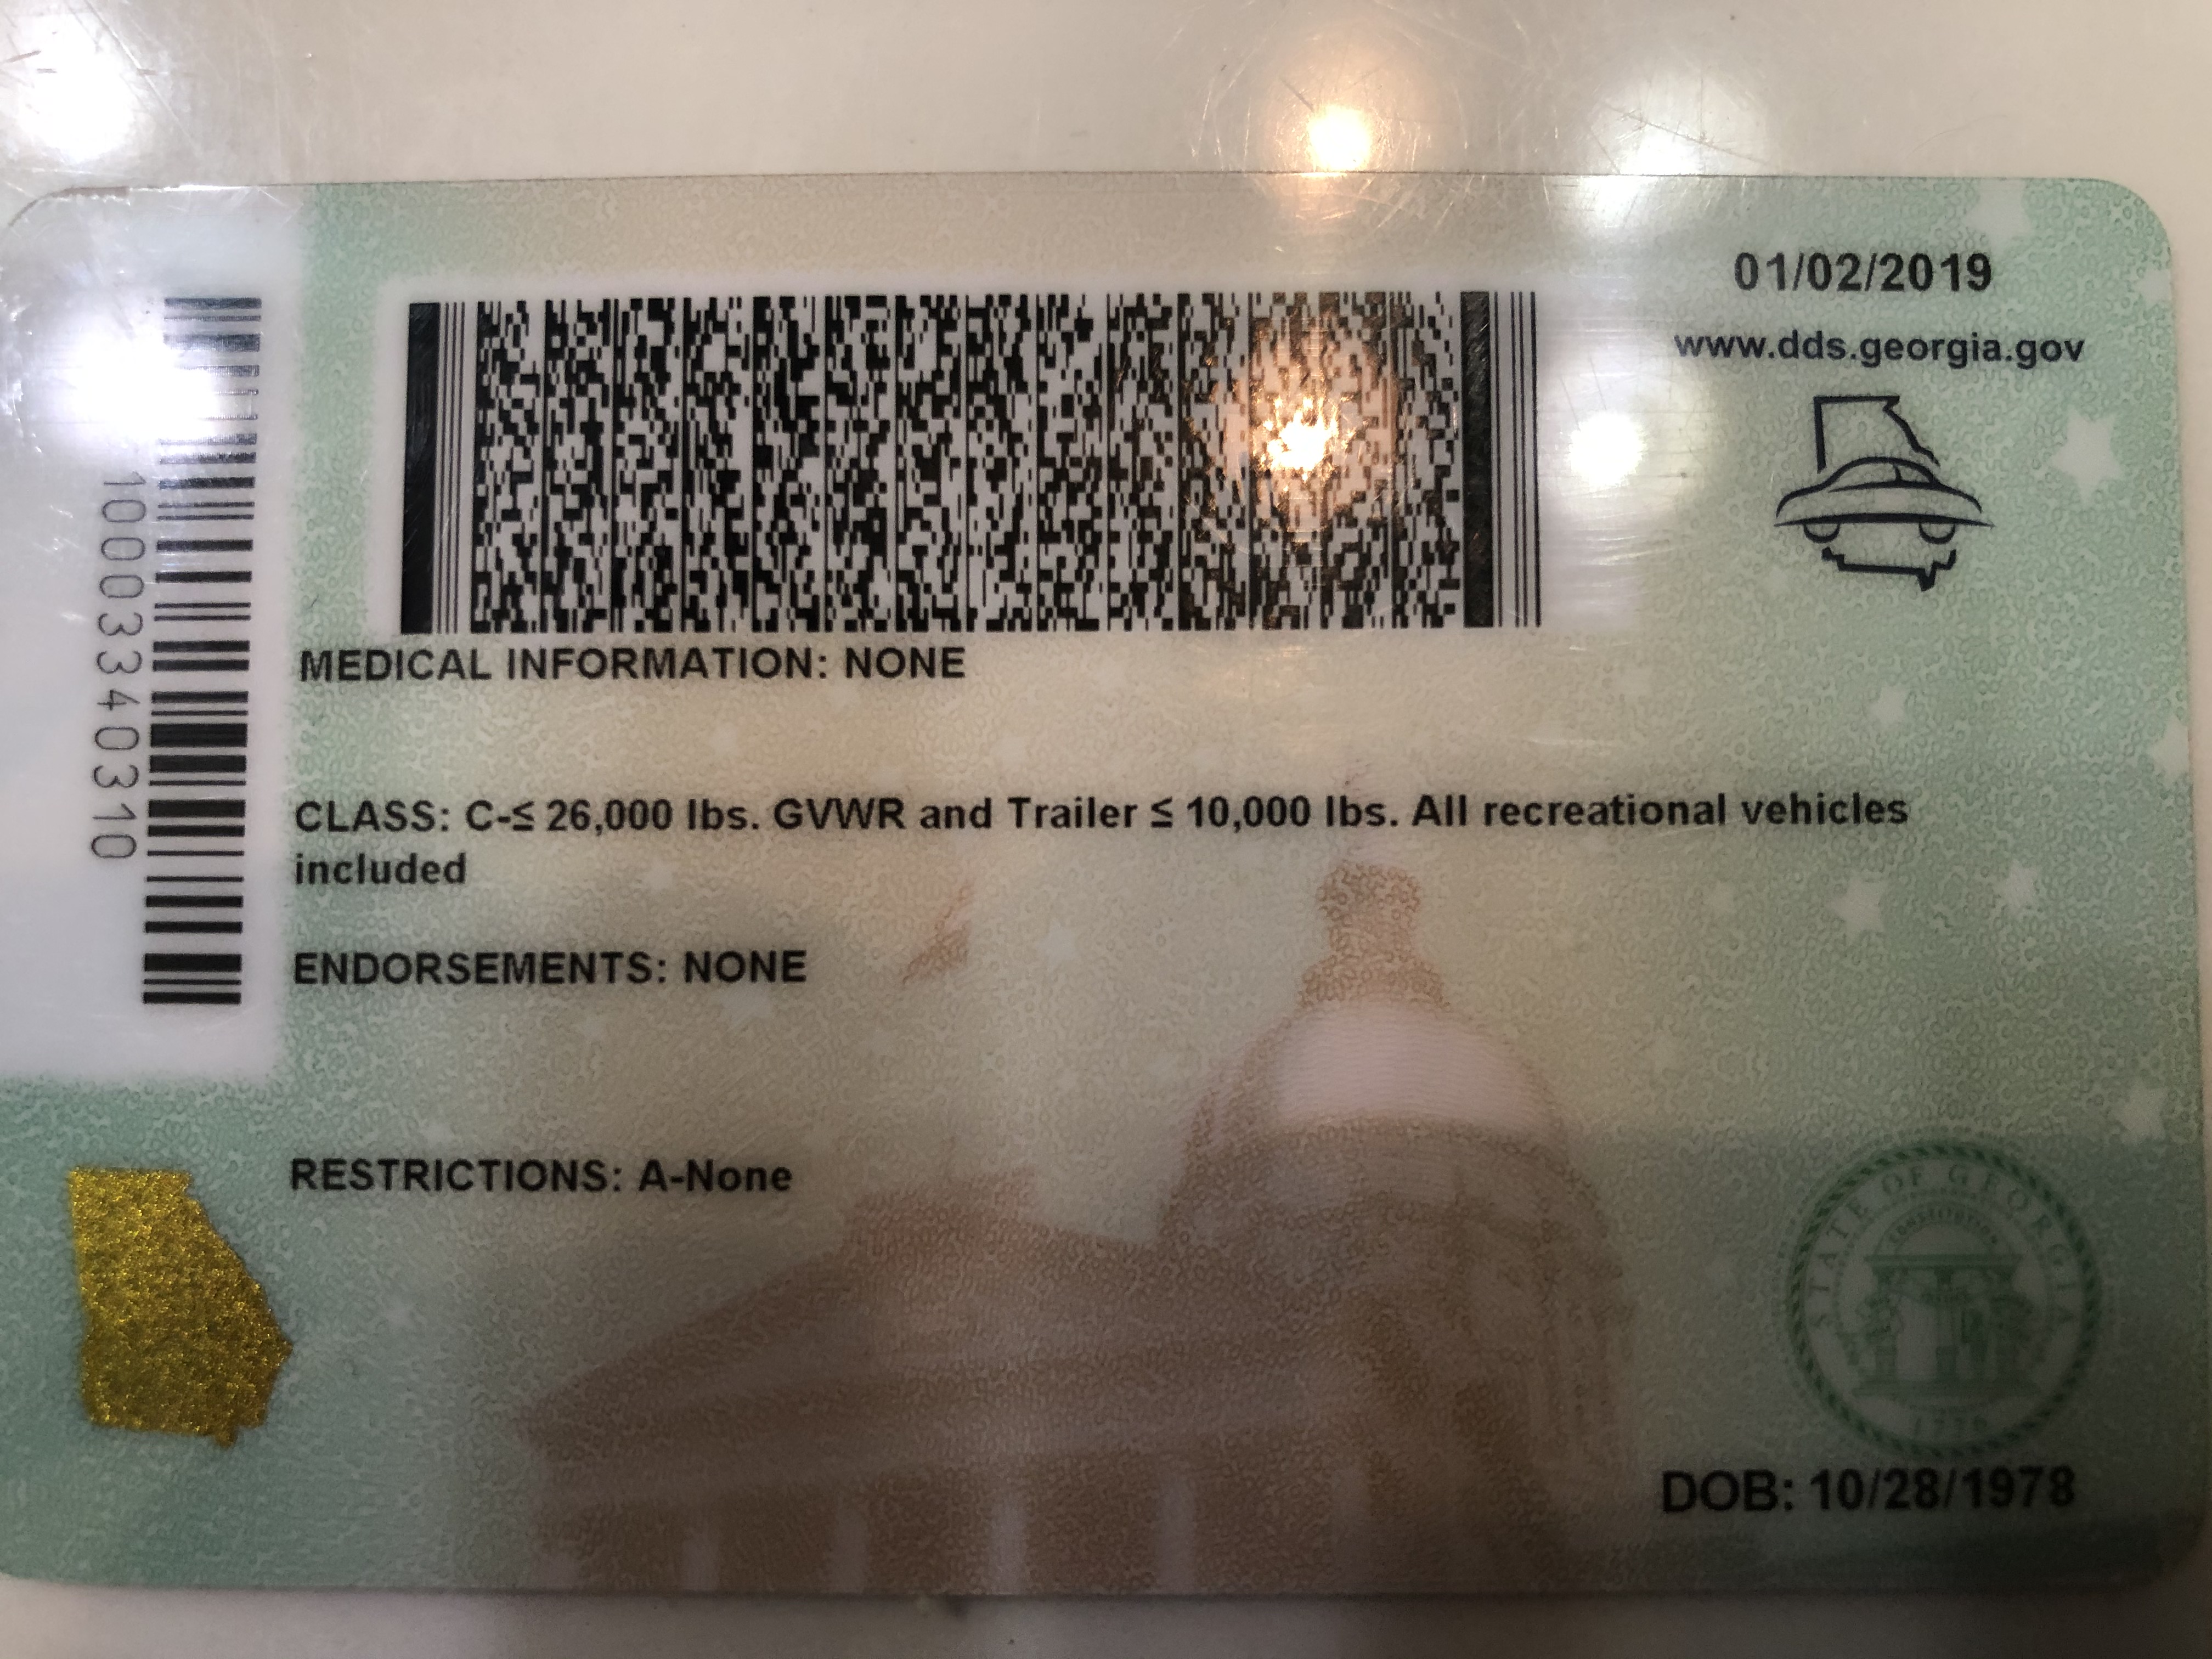 01/02/2019
www.dds.georgia.gov
10003340310
MEDICAL INFORMATION: NONE
CLASS: C-≤ 26,000 lbs. GVWR and Trailer ≤ 10,000 lbs. All recreational vehicles
included
ENDORSEMENTS: NONE
RESTRICTIONS: A-None
STATE OF GEORGIA
1776
DOB: 10/28/1978